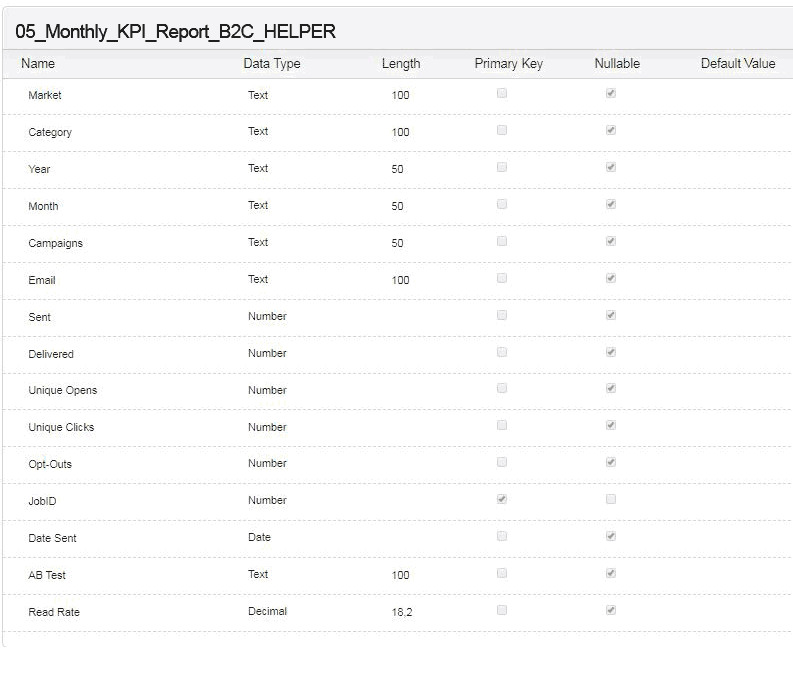 05_Monthly_KPI_Report_B2C_HELPER
Name Data Type Length Primary Key Nullable Default Value
Market Text 100
Category Text 100
Year Text 50
Month Text 50
Campaigns Text 50
Email Text 100
Sent Number
Delivered Number
Unique Opens Number
Unique Clicks Number
Opt-Outs Number
JobID Number
Date Sent Date
AB Test Text 100
Read Rate Decimal 18,2